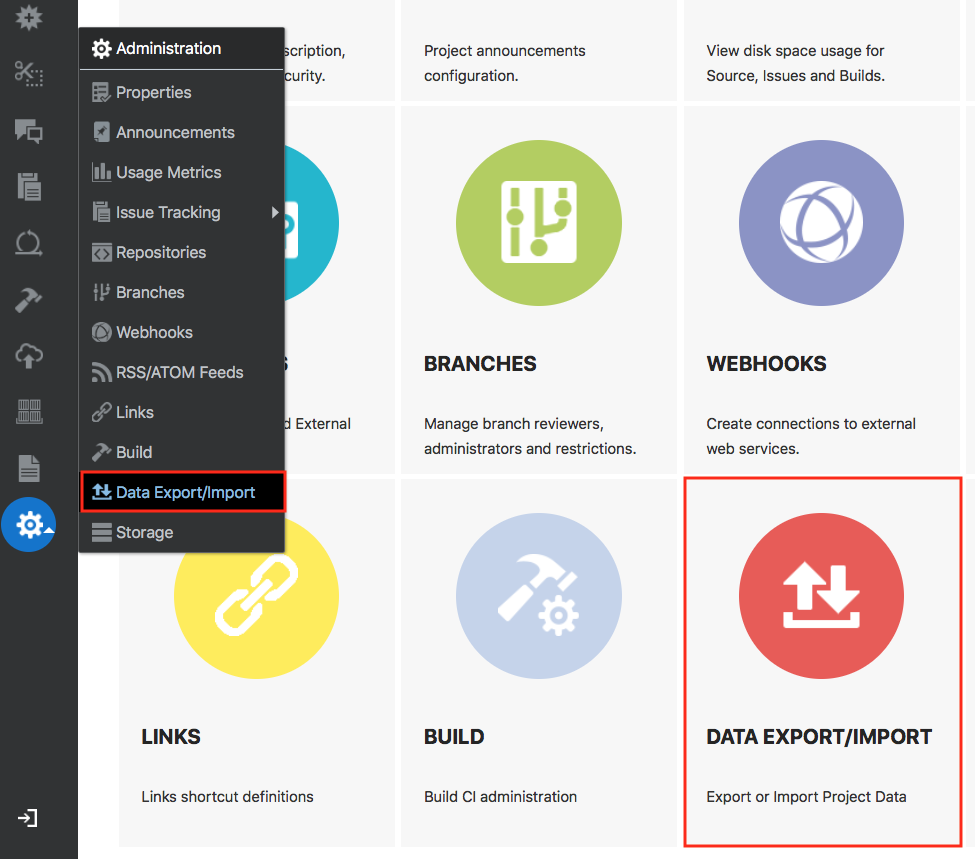 Administration
Properties
Announcements
Usage Metrics
Issue Tracking
Repositories
Branches
Webhooks
RSS/ATOM Feeds
Links
Build
Data Export/Import
Storage
Project announcements
configuration.
View disk space usage for
Source, Issues and Builds.
External
BRANCHES
Manage branch reviewers,
administrators and restrictions.
WEBHOOKS
Create connections to external
web services.
LINKS
Links shortcut definitions
BUILD
Build CI administration
DATA EXPORT/IMPORT
Export or Import Project Data